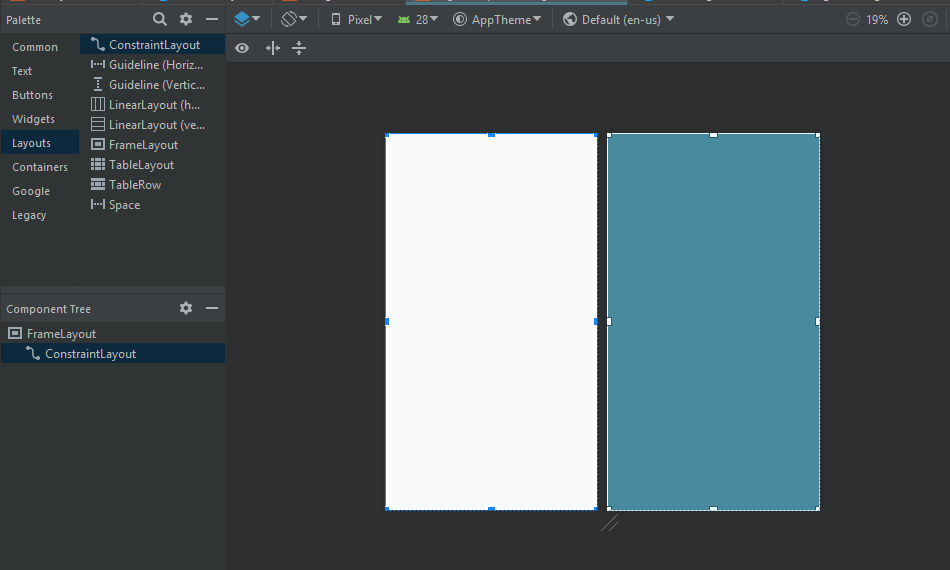 Palette
Pixel
28
AppTheme
Default (en-us)
19%
Common
Text
Buttons
Widgets
Layouts
Containers
Google
Legacy
ConstraintLayout
Guideline (Horiz...
Guideline (Vertic...
LinearLayout (h...
LinearLayout (ve...
FrameLayout
TableLayout
TableRow
Space
Component Tree
FrameLayout
ConstraintLayout